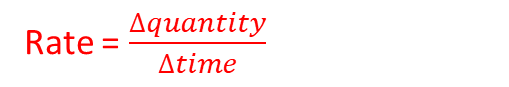 Rate = Δquantity / Δtime